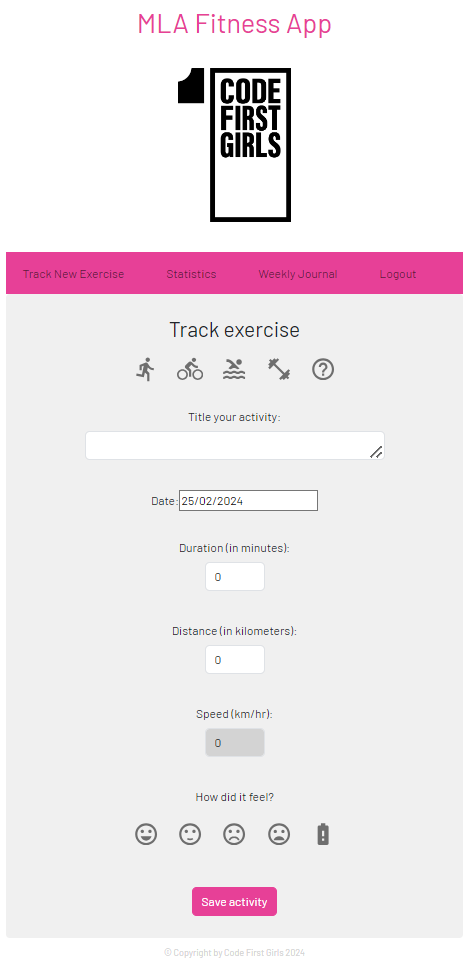 MLA Fitness App
1
CODE
FIRST
GIRLS
Track New Exercise Statistics Weekly Journal Logout
Track exercise
Title your activity:
Date: 25/02/2024
Duration (in minutes):
0
Distance (in kilometers):
0
Speed (km/hr):
0
How did it feel?
Save activity
© Copyright by Code First Girls 2024